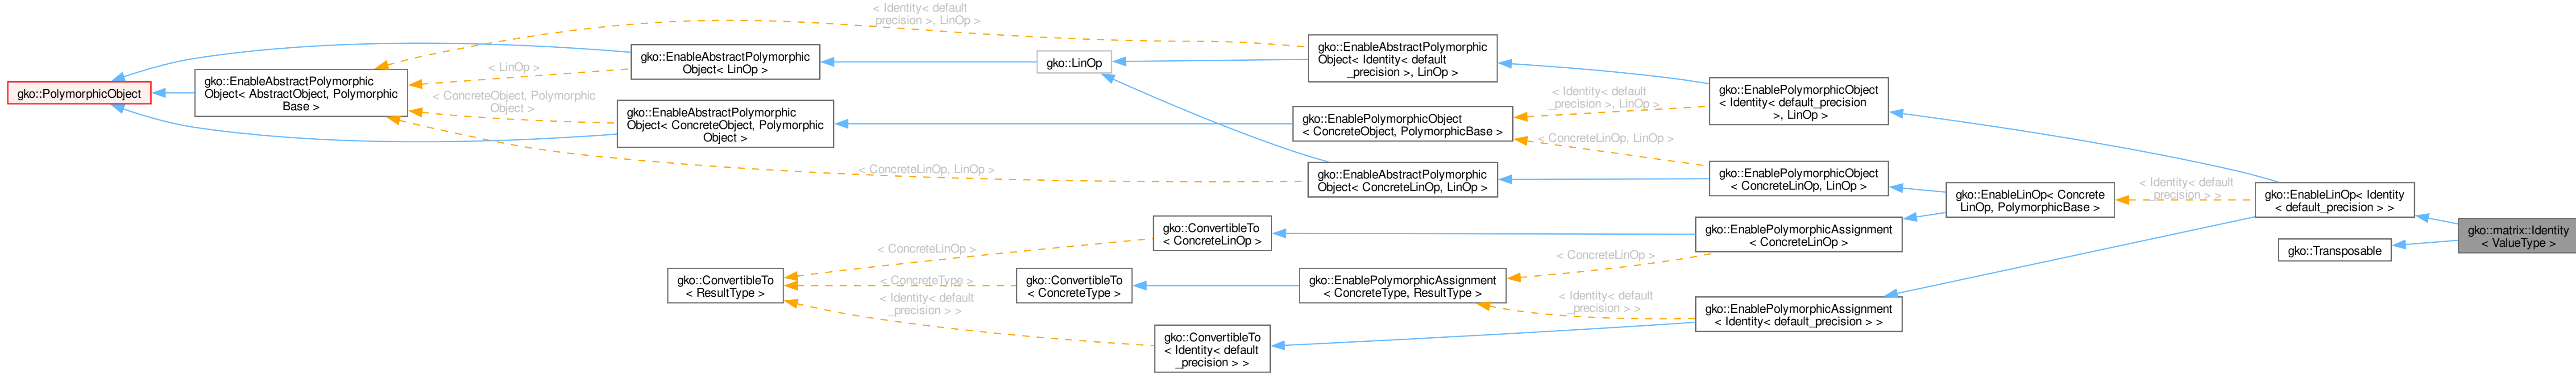 gko::PolymorphicObject
gko::EnableAbstractPolymorphic
Object< AbstractObject, Polymorphic
Base >
< Identity< default
_precision >, LinOp >
< LinOp >
< ConcreteObject, Polymorphic
Object >
< ConcreteLinOp, LinOp >
gko::EnableAbstractPolymorphic
Object< LinOp >
gko::EnableAbstractPolymorphic
Object< ConcreteObject, Polymorphic
Object >
gko::LinOp
gko::EnableAbstractPolymorphic
Object< Identity< default
_precision >, LinOp >
gko::EnablePolymorphicObject
< ConcreteObject, PolymorphicBase >
gko::EnableAbstractPolymorphic
Object< ConcreteLinOp, LinOp >
< Identity< default
_precision >, LinOp >
< ConcreteLinOp, LinOp >
gko::EnablePolymorphicObject
< Identity< default_precision
>, LinOp >
gko::EnablePolymorphicObject
< ConcreteLinOp, LinOp >
gko::EnableLinOp< Concrete
LinOp, PolymorphicBase >
< Identity< default
_precision > >
gko::EnableLinOp< Identity
< default_precision > >
gko::Transposable
gko::matrix::Identity
< ValueType >
gko::ConvertibleTo
< ResultType >
< ConcreteLinOp >
< ConcreteType >
< Identity< default
_precision > >
gko::ConvertibleTo
< ConcreteLinOp >
gko::ConvertibleTo
< ConcreteType >
gko::ConvertibleTo
< Identity< default
_precision > >
gko::EnablePolymorphicAssignment
< ConcreteType, ResultType >
< ConcreteLinOp >
< Identity< default
_precision > >
gko::EnablePolymorphicAssignment
< ConcreteLinOp >
gko::EnablePolymorphicAssignment
< Identity< default_precision > >